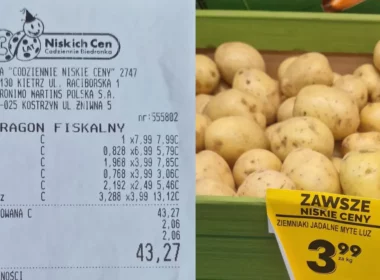 Niskich Cen
Codziennie Biedronka
A "CODZIENNIE NISKIE CENY" 2747
130 KIETRZ UL. RACIBORSKA 1
RONIMO MARTINS POLSKA S.A.
-025 KOSTRZYN UL ŻNIWNA 5
nr:555802
ARAGON FISKALNY
C 1 x7,99 7,99C
C 0,828 x6,99 5,79C
C 1,968 x3,99 7,85C
C 0,768 x3,99 3,06C
C 2,192 x2,49 5,46C
z C 3,288 x3,99 13,12C
OWANA C 43,27
2,06
2,06
43,27
NOŚCI
ZAWSZE
NISKIE CENY
ZIEMNIAKI JADALNE MYTE LUZ
3 99
za kg